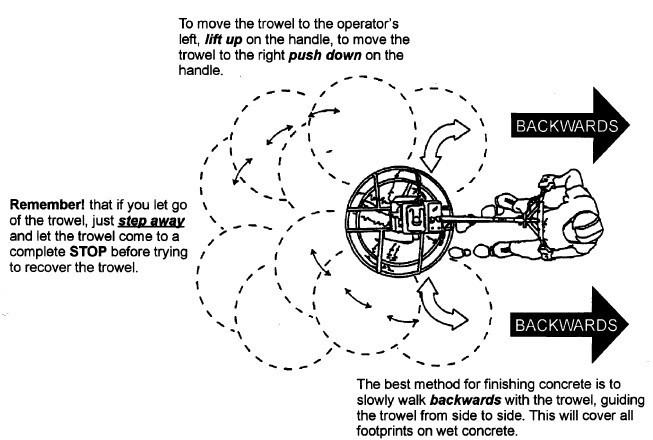 To move the trowel to the operator's
left, lift up on the handle, to move the
trowel to the right push down on the
handle.
BACKWARDS
Remember! that if you let go
of the trowel, just step away
and let the trowel come to a
complete STOP before trying
to recover the trowel.
BACKWARDS
The best method for finishing concrete is to
slowly walk backwards with the trowel, guiding
the trowel from side to side. This will cover all
footprints on wet concrete.